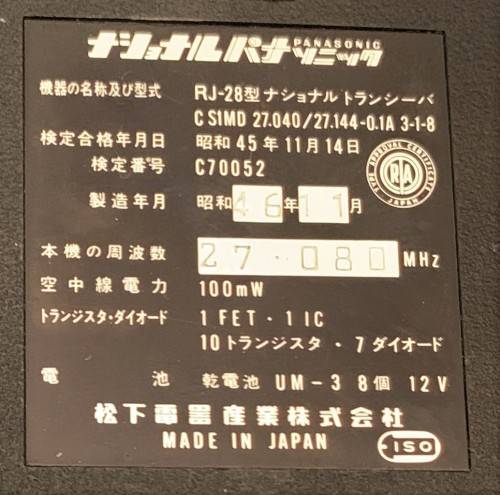 ナショナル パナソニック
PANASONIC
機器の名称及び型式 RJ-28型 ナショナル トランシーバ
CSIMD 27.040/27.144-0.1A 3-1-8
検定合格年月日 昭和 45年 11月 14日
検定番号 C70052
TYPE APPROVAL CERTIFICATE
JAPAN
製造年月 昭和 46年 11月
本機の周波数 27.080 MHz
空中線電力 100mW
トランジスタ・ダイオード 1 FET・1 IC
10トランジスタ・7 ダイオード
電池 乾電池 UM-3 8個 12V
松下電器産業株式会社
MADE IN JAPAN
ISO